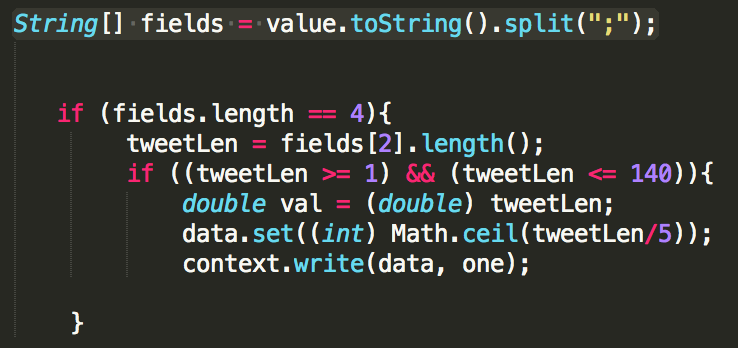 String[] fields = value.toString().split(";");
if (fields.length == 4){
tweetLen = fields[2].length();
if ((tweetLen >= 1) && (tweetLen <= 140)){
double val = (double) tweetLen;
data.set((int) Math.ceil(tweetLen/5));
context.write(data, one);
}